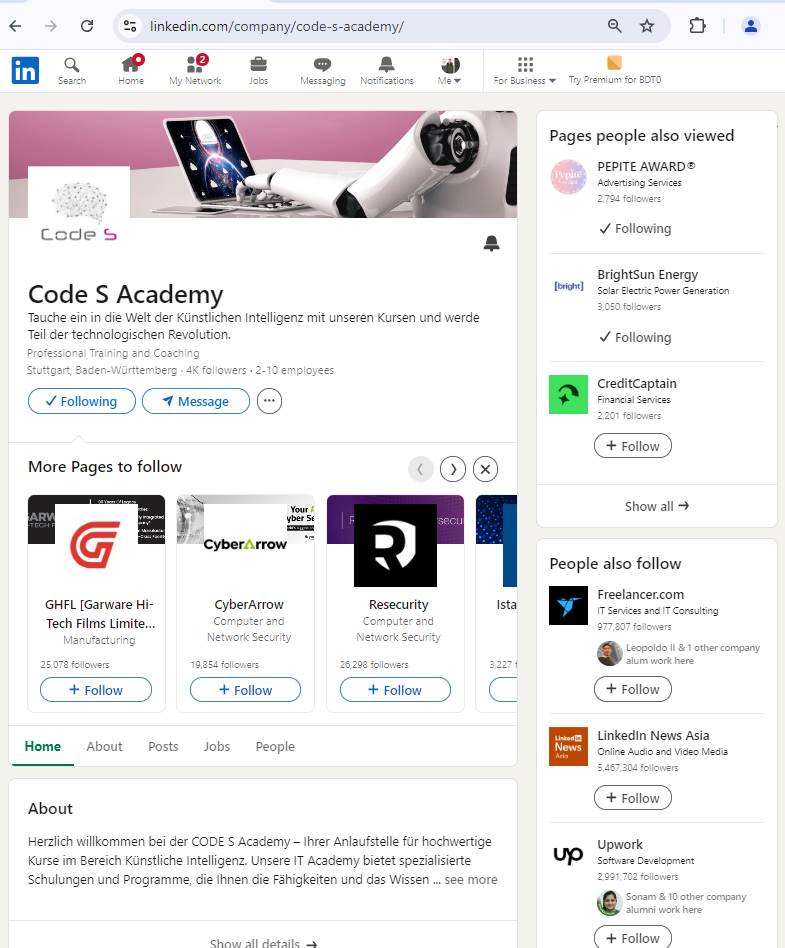 linkedin.com/company/code-s-academy/
in
Search
Home
2
My Network
Jobs
Messaging
Notifications
Me
For Business
Try Premium for BDT0
Code S
Code S Academy
Tauche ein in die Welt der Künstlichen Intelligenz mit unseren Kursen und werde
Teil der technologischen Revolution.
Professional Training and Coaching
Stuttgart, Baden-Württemberg · 4K followers · 2-10 employees
Following
Message
More Pages to follow
GHFL [Garware Hi-
Tech Films Limite...
Manufacturing
25,078 followers
+ Follow
CyberArrow
CyberArrow
Computer and
Network Security
19,854 followers
+ Follow
Resecurity
Computer and
Network Security
26,298 followers
+ Follow
Ista
3,227 f
Home
About
Posts
Jobs
People
About
Herzlich willkommen bei der CODE S Academy – Ihrer Anlaufstelle für hochwertige
Kurse im Bereich Künstliche Intelligenz. Unsere IT Academy bietet spezialisierte
Schulungen und Programme, die Ihnen die Fähigkeiten und das Wissen ... see more
Show all details →
Pages people also viewed
Pepite
PEPITE AWARD®
Advertising Services
2,794 followers
Following
[bright]
BrightSun Energy
Solar Electric Power Generation
3,050 followers
Following
CreditCaptain
Financial Services
2,201 followers
+ Follow
Show all →
People also follow
Freelancer.com
IT Services and IT Consulting
977,807 followers
Leopoldo II & 1 other company
alum work here
+ Follow
Linked in
News
Asia
LinkedIn News Asia
Online Audio and Video Media
5,467,304 followers
+ Follow
up
Upwork
Software Development
2,991,702 followers
Sonam & 10 other company
alumni work here
+ Follow